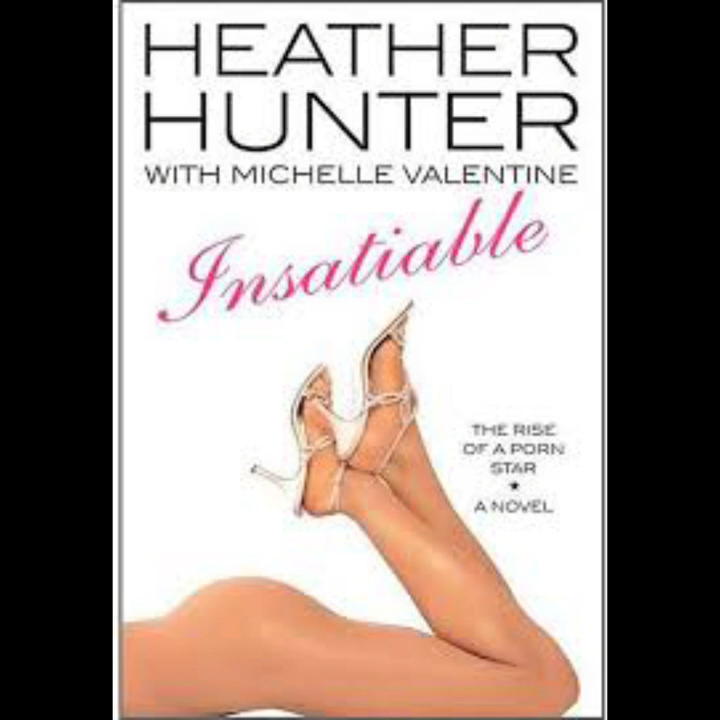 HEATHER
HUNTER
WITH MICHELLE VALENTINE
Insatiable
THE RISE
OF A PORN
STAR
★
A NOVEL